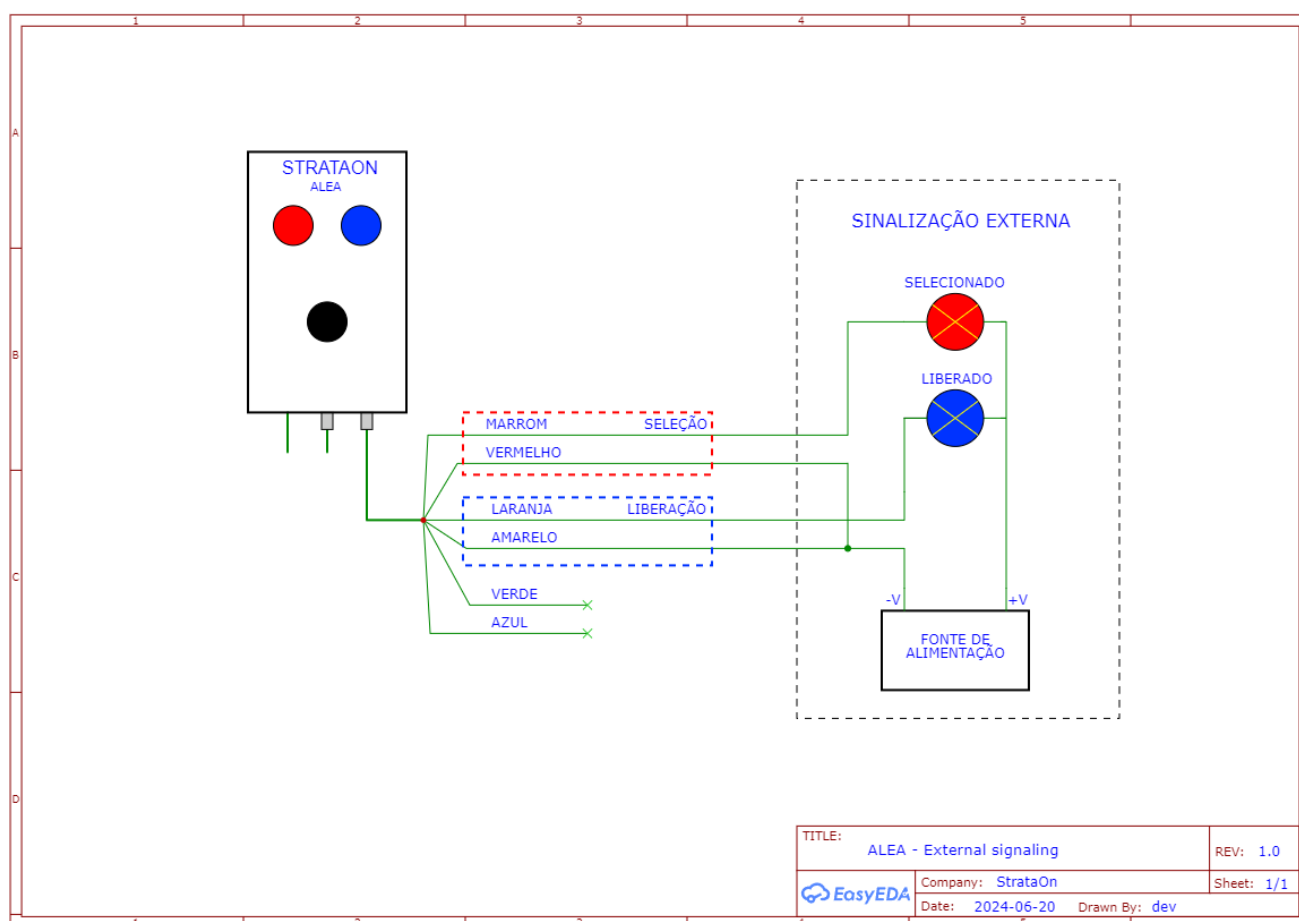 1 2 3 4 5
A
STRATAON
ALEA
SINALIZAÇÃO EXTERNA
SELECIONADO
B
LIBERADO
MARROM SELEÇÃO
VERMELHO
LARANJA LIBERAÇÃO
AMARELO
C
VERDE
AZUL
-V +V
FONTE DE
ALIMENTAÇÃO
D
TITLE:
ALEA - External signaling
REV: 1.0
EasyEDA
Company: StrataOn
Sheet: 1/1
Date: 2024-06-20 Drawn By: dev